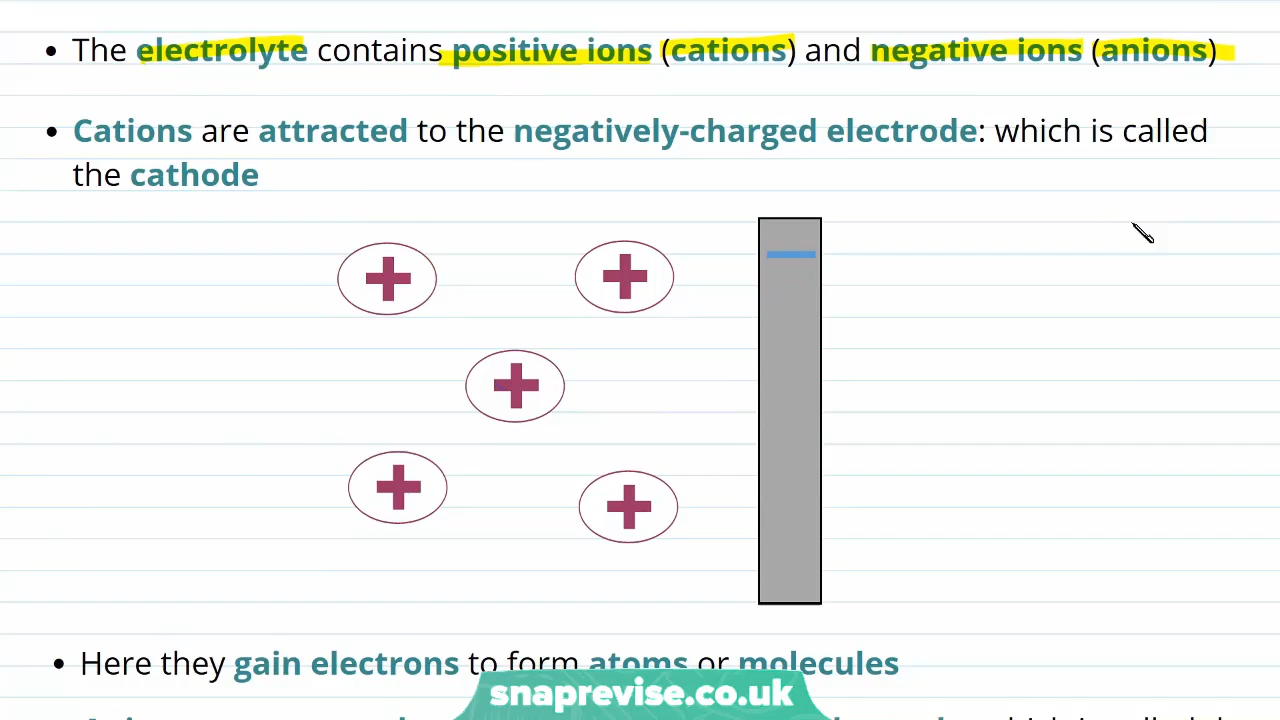 • The electrolyte contains positive ions (cations) and negative ions (anions)
• Cations are attracted to the negatively-charged electrode: which is called
the cathode
• Here they gain electrons to form atoms or molecules
snaprevise.co.uk